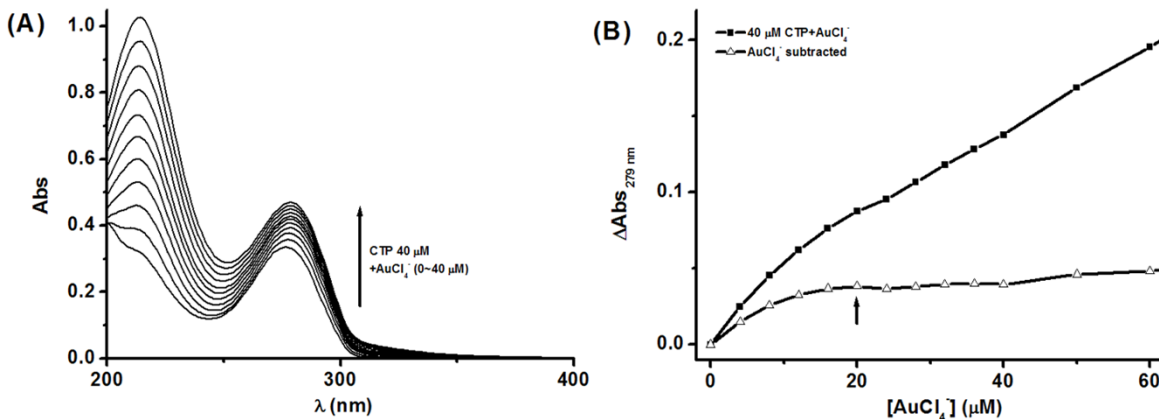 (A)
1.0
0.8
0.6
0.4
0.2
0.0
Abs
CTP 40 μM
+AuCl₄⁻ (0~40 μM)
200
300
400
λ (nm)
(B)
0.2
0.1
0.0
ΔAbs₂₇₉ ₙₘ
40 μM CTP+AuCl₄⁻
AuCl₄⁻ subtracted
0
20
40
60
[AuCl₄⁻] (μM)